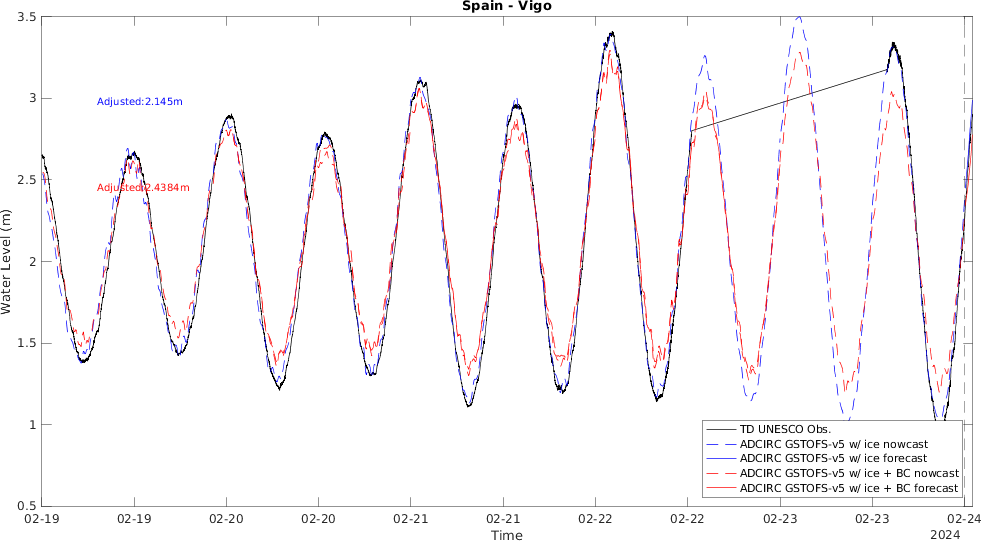 Spain - Vigo
3.5
3
2.5
2
1.5
1
0.5
Water Level (m)
Adjusted:2.145m
Adjusted:2.4384m
TD UNESCO Obs.
ADCIRC GSTOFS-v5 w/ ice nowcast
ADCIRC GSTOFS-v5 w/ ice forecast
ADCIRC GSTOFS-v5 w/ ice + BC nowcast
ADCIRC GSTOFS-v5 w/ ice + BC forecast
02-19 02-19 02-20 02-20 02-21 02-21 02-22 02-22 02-23 02-23 02-24
Time
2024